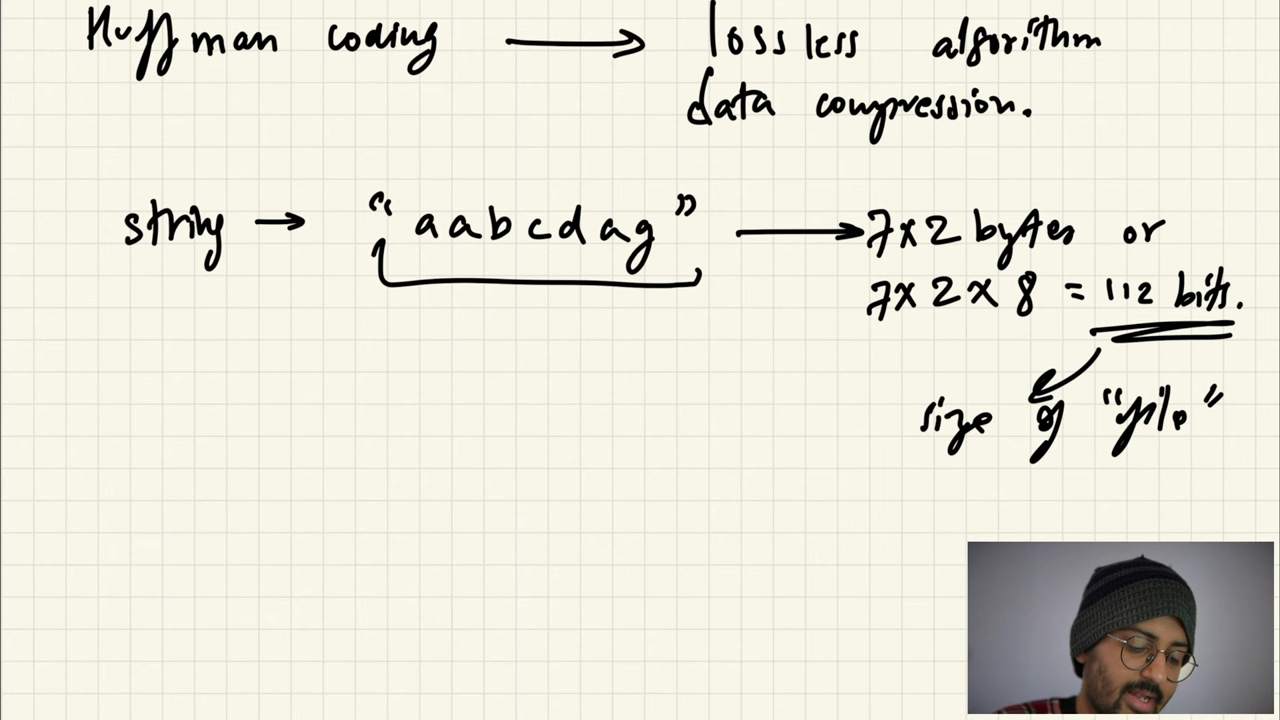 Huffman coding → lossless algorithm
data compression.
string → "aabcdag" → 7x2 bytes or
7x2x8 = 112 bits.
size of "file"